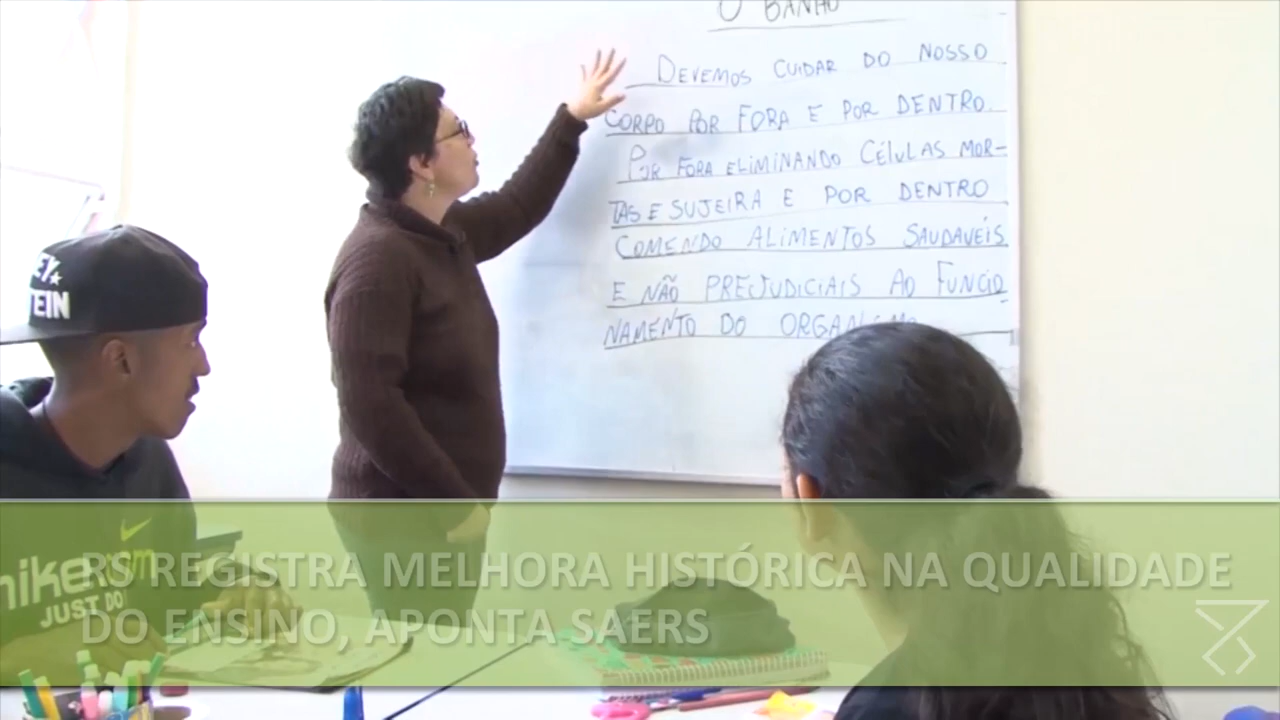 O BANHO
DEVEMOS CUIDAR DO NOSSO
CORPO POR FORA E POR DENTRO.
POR FORA ELIMINANDO CÉLULAS MOR-
TAS E SUJEIRA E POR DENTRO
COMENDO ALIMENTOS SAUDAVÉIS
E NÃO PREJUDICIAIS AO FUNCIO
NAMENTO DO ORGANISMO
RS REGISTRA MELHORA HISTÓRICA NA QUALIDADE
DO ENSINO, APONTA SAERS
JUST DO